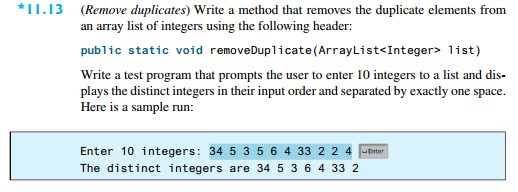 *11.13 (Remove duplicates) Write a method that removes the duplicate elements from
an array list of integers using the following header:
public static void removeDuplicate(ArrayList<Integer> list)
Write a test program that prompts the user to enter 10 integers to a list and dis-
plays the distinct integers in their input order and separated by exactly one space.
Here is a sample run:
Enter 10 integers: 34 5 3 5 6 4 33 2 2 4 ↵Enter
The distinct integers are 34 5 3 6 4 33 2